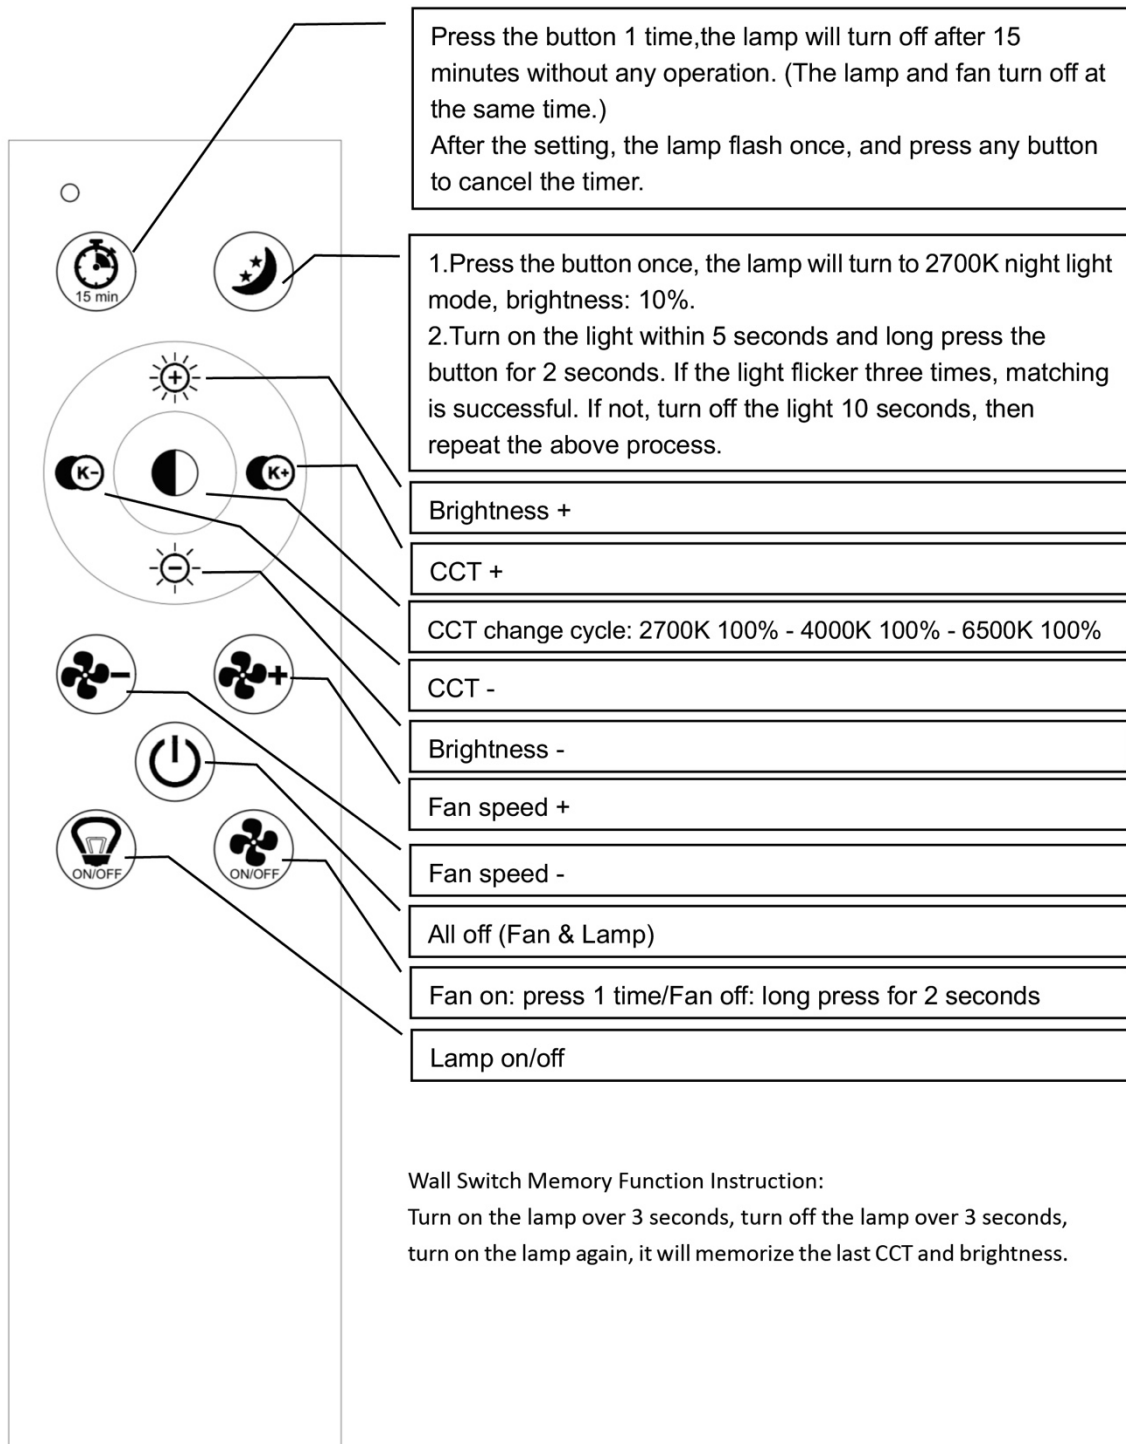 Press the button 1 time,the lamp will turn off after 15
minutes without any operation. (The lamp and fan turn off at
the same time.)
After the setting, the lamp flash once, and press any button
to cancel the timer.
15 min
1.Press the button once, the lamp will turn to 2700K night light
mode, brightness: 10%.
2.Turn on the light within 5 seconds and long press the
button for 2 seconds. If the light flicker three times, matching
is successful. If not, turn off the light 10 seconds, then
repeat the above process.
K-
K+
Brightness +
CCT +
CCT change cycle: 2700K 100% - 4000K 100% - 6500K 100%
CCT -
Brightness -
Fan speed +
Fan speed -
ON/OFF
ON/OFF
All off (Fan & Lamp)
Fan on: press 1 time/Fan off: long press for 2 seconds
Lamp on/off
Wall Switch Memory Function Instruction:
Turn on the lamp over 3 seconds, turn off the lamp over 3 seconds,
turn on the lamp again, it will memorize the last CCT and brightness.